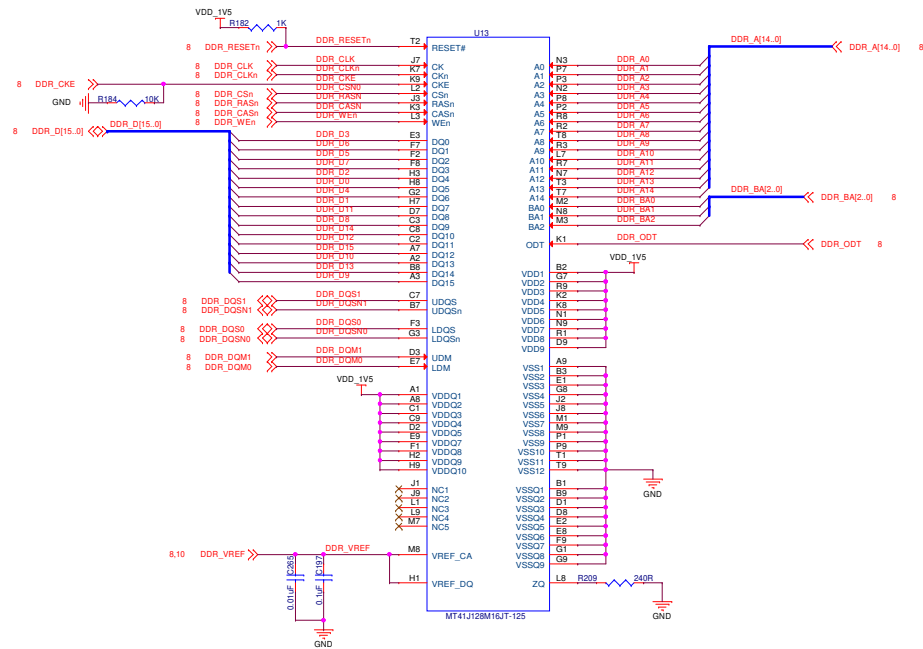 VDD_1V5
R182 1K
U13
8 DDR_RESETn DDR_RESETn T2 RESET#
DDR_A[14..0] DDR_A[14..0] 8
8 DDR_CLK DDR_CLK J7 CK
8 DDR_CLKn DDR_CLKn K7 CKn
8 DDR_CKE DDR_CKE K9 CKE
GND R184 10K
8 DDR_CSn DDR_CSN0 L2 CSn
8 DDR_RASn DDR_RASN J3 RASn
8 DDR_CASn DDR_CASN K3 CASn
8 DDR_WEn DDR_WEn L3 WEn
8 DDR_D[15..0] DDR_D[15..0]
DDR_D3 E3 DQ0
DDR_D6 F7 DQ1
DDR_D5 F2 DQ2
DDR_D7 F8 DQ3
DDR_D2 H3 DQ4
DDR_D0 H8 DQ5
DDR_D4 G2 DQ6
DDR_D1 H7 DQ7
DDR_D11 D7 DQ8
DDR_D8 C3 DQ9
DDR_D14 C8 DQ10
DDR_D12 C2 DQ11
DDR_D15 A7 DQ12
DDR_D10 A2 DQ13
DDR_D13 B8 DQ14
DDR_D9 A3 DQ15
8 DDR_DQS1 DDR_DQS1 C7 UDQS
8 DDR_DQSN1 DDR_DQSN1 B7 UDQSn
8 DDR_DQS0 DDR_DQS0 F3 LDQS
8 DDR_DQSN0 DDR_DQSN0 G3 LDQSn
8 DDR_DQM1 DDR_DQM1 D3 UDM
8 DDR_DQM0 DDR_DQM0 E7 LDM
VDD_1V5
A1 VDDQ1
A8 VDDQ2
C1 VDDQ3
C9 VDDQ4
D2 VDDQ5
E9 VDDQ7
F1 VDDQ8
H2 VDDQ9
H9 VDDQ10
J1 NC1
J9 NC2
L1 NC3
L9 NC4
M7 NC5
8,10 DDR_VREF DDR_VREF M8 VREF_CA
H1 VREF_DQ
0.01uF C265
0.1uF C197
GND
A0 N3 DDR_A0
A1 P7 DDR_A1
A2 P3 DDR_A2
A3 N2 DDR_A3
A4 P8 DDR_A4
A5 P2 DDR_A5
A6 R8 DDR_A6
A7 R2 DDR_A7
A8 T8 DDR_A8
A9 R3 DDR_A9
A10 L7 DDR_A10
A11 R7 DDR_A11
A12 N7 DDR_A12
A13 T3 DDR_A13
A14 T7 DDR_A14
BA0 M2 DDR_BA0
BA1 N8 DDR_BA1
BA2 M3 DDR_BA2
DDR_BA[2..0] DDR_BA[2..0] 8
ODT K1 DDR_ODT DDR_ODT 8
VDD_1V5
VDD1 B2
VDD2 G7
VDD3 R9
VDD4 K2
VDD5 K8
VDD6 N1
VDD7 N9
VDD8 R1
VDD9 D9
VSS1 A9
VSS2 B3
VSS3 E1
VSS4 G8
VSS5 J2
VSS6 J8
VSS7 M1
VSS8 M9
VSS9 P1
VSS10 P9
VSS11 T1
VSS12 T9
GND
VSSQ1 B1
VSSQ2 B9
VSSQ3 D1
VSSQ4 D8
VSSQ5 E2
VSSQ6 E8
VSSQ7 F9
VSSQ8 G1
VSSQ9 G9
ZQ L8 R209 240R
GND
MT41J128M16JT-125